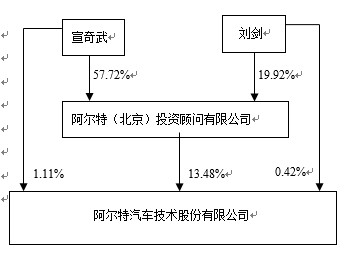 宣奇武
刘剑
57.72%
19.92%
阿尔特（北京）投资顾问有限公司
1.11%
13.48%
0.42%
阿尔特汽车技术股份有限公司